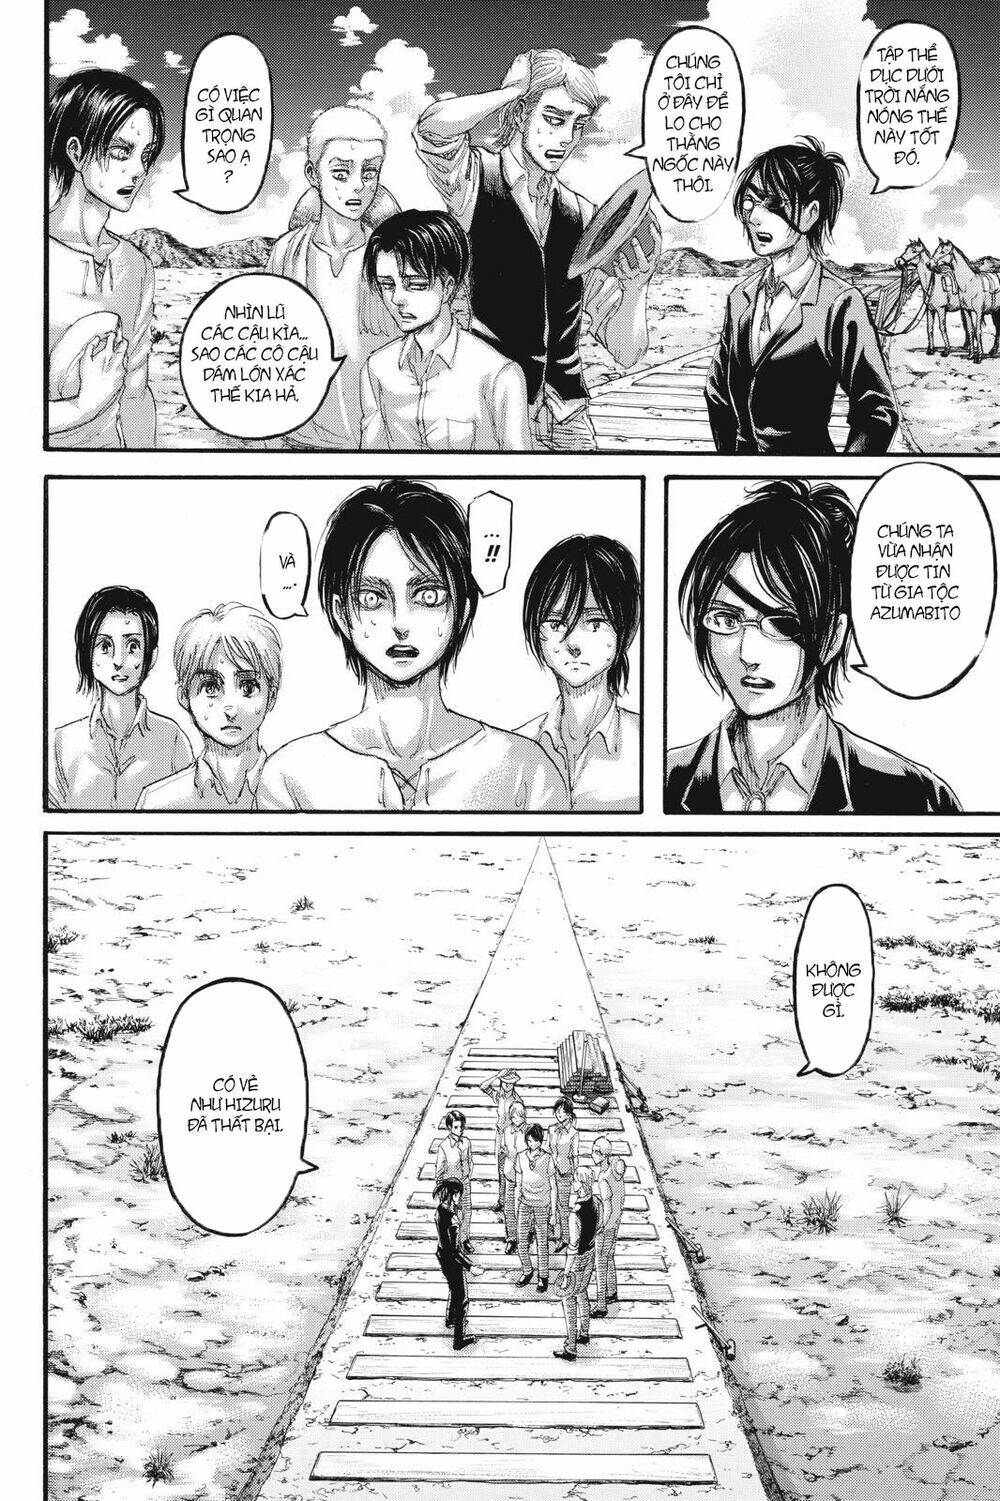 TẬP THỂ
DỤC DƯỚI
TRỜI NẮNG
NÓNG THẾ
NÀY TỐT
ĐÓ.
CHÚNG
TÔI CHỈ
Ở ĐÂY ĐỂ
LO CHO
THẰNG
NGỐC NÀY
THÔI.
CÓ VIỆC
GÌ QUAN
TRỌNG
SAO Ạ
?
NHÌN LŨ
CÁC CẬU KÌA...
SAO CÁC CÔ CẬU
DÁM LỚN XÁC
THẾ KIA HẢ.
CHÚNG TA
VỪA NHẬN
ĐƯỢC TIN
TỪ GIA TỘC
AZUMABITO
...
!!
VÀ
....
KHÔNG
ĐƯỢC
GÌ.
CÓ VẺ
NHƯ HIZURU
ĐÃ THẤT BẠI.